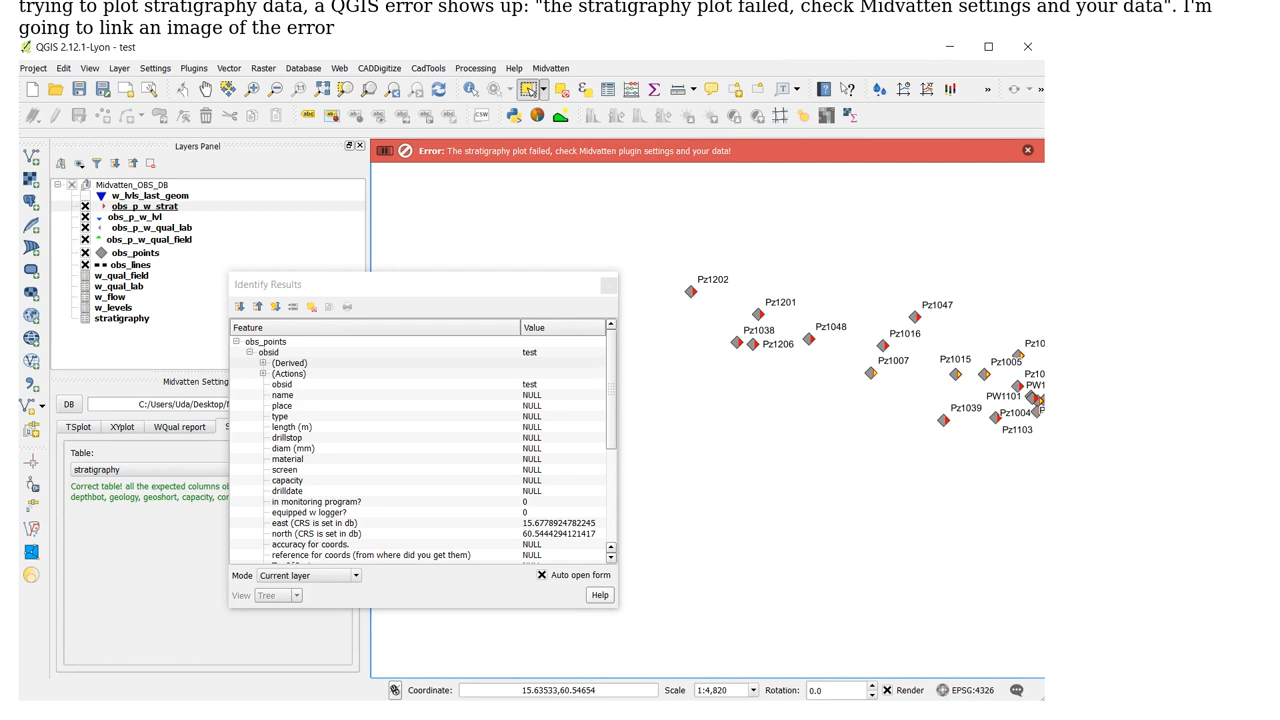 trying to plot stratigraphy data, a QGIS error shows up: "the stratigraphy plot failed, check Midvatten settings and your data". I'm
going to link an image of the error
QGIS 2.12.1-Lyon - test
Project Edit View Layer Settings Plugins Vector Raster Database Web CADDigitize CadTools Processing Help Midvatten
Layers Panel
Error: The stratigraphy plot failed, check Midvatten plugin settings and your data!
Midvatten_OBS_DB
w_lvls_last_geom
obs_p_w_strat
obs_p_w_lvl
obs_p_w_qual_lab
obs_p_w_qual_field
obs_points
obs_lines
w_qual_field
w_qual_lab
w_flow
w_levels
stratigraphy
Midvatten Setting
DB C:/Users/Uda/Desktop/
TSplot XYplot WQual report
Table:
stratigraphy
Correct table! all the expected columns
depthbot, geology, geoshort, capacity,
Identify Results
Feature Value
obs_points
obsid test
(Derived)
(Actions)
obsid test
name NULL
place NULL
type NULL
length (m) NULL
drillstop NULL
diam (mm) NULL
material NULL
screen NULL
capacity NULL
drilldate NULL
in monitoring program? 0
equipped w logger? 0
east (CRS is set in db) 15.6778924782245
north (CRS is set in db) 60.5444294121417
accuracy for coords. NULL
reference for coords (from where did you get them) NULL
Mode Current layer Auto open form
View Tree Help
Pz1202
Pz1201
Pz1047
Pz1038
Pz1048
Pz1016
Pz1206
Pz10
Pz1007
Pz1015
Pz1005
Pz10
PW1
PW1101
Pz1039
Pz1004
P
Pz1103
Coordinate: 15.63533,60.54654 Scale 1:4,820 Rotation: 0.0 Render EPSG:4326